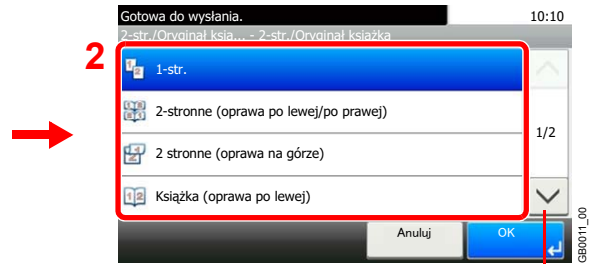 Gotowa do wysłania. 10:10
2-str./Oryginał ksią... - 2-str./Oryginał książka
2
1-str.
2-stronne (oprawa po lewej/po prawej)
1/2
2 stronne (oprawa na górze)
Książka (oprawa po lewej)
Anuluj OK
GB0011_00